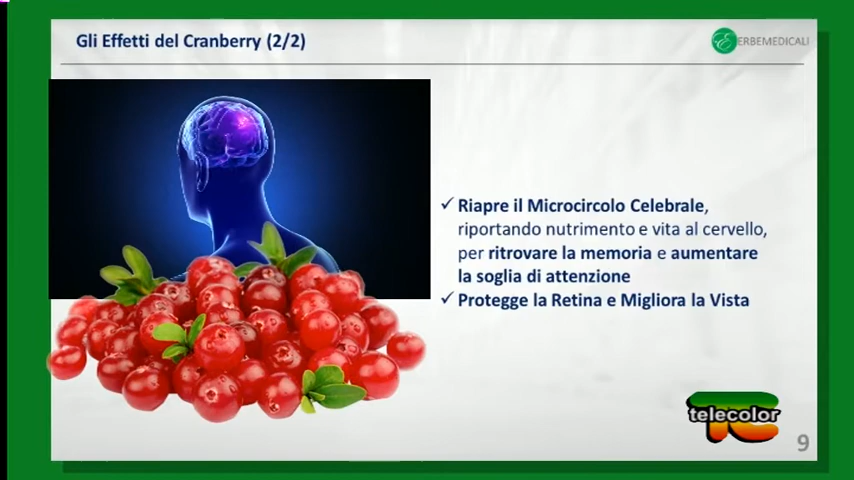 Gli Effetti del Cranberry (2/2)
ERBEMEDICALI
✓ Riapre il Microcircolo Celebrale,
riportando nutrimento e vita al cervello,
per ritrovare la memoria e aumentare
la soglia di attenzione
✓ Protegge la Retina e Migliora la Vista
telecolor
9